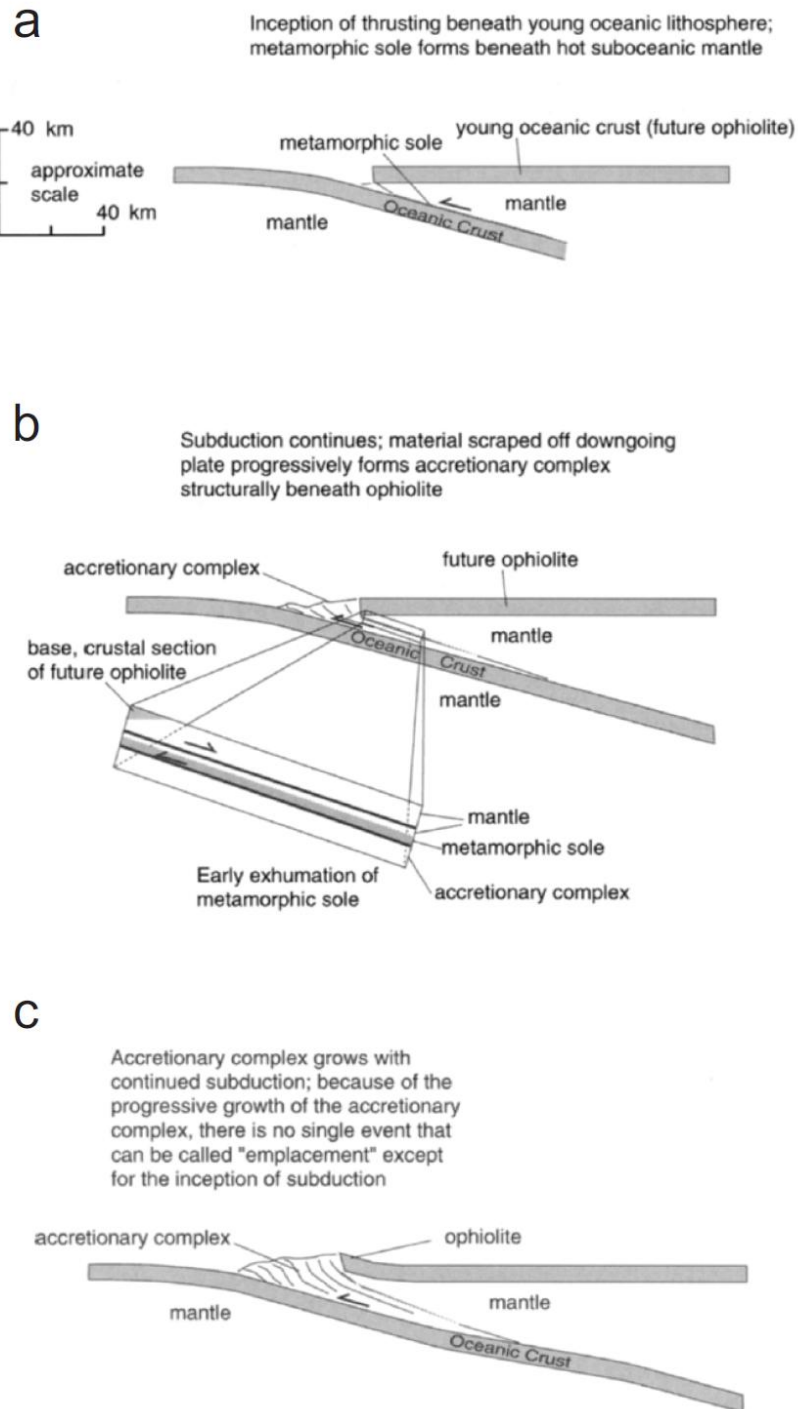 a
Inception of thrusting beneath young oceanic lithosphere;
metamorphic sole forms beneath hot suboceanic mantle
40 km
approximate
scale
40 km
metamorphic sole
young oceanic crust (future ophiolite)
mantle
Oceanic Crust
mantle
b
Subduction continues; material scraped off downgoing
plate progressively forms accretionary complex
structurally beneath ophiolite
accretionary complex
future ophiolite
mantle
Oceanic Crust
mantle
base, crustal section
of future ophiolite
mantle
metamorphic sole
accretionary complex
Early exhumation of
metamorphic sole
c
Accretionary complex grows with
continued subduction; because of the
progressive growth of the accretionary
complex, there is no single event that
can be called "emplacement" except
for the inception of subduction
accretionary complex
ophiolite
mantle
mantle
Oceanic Crust